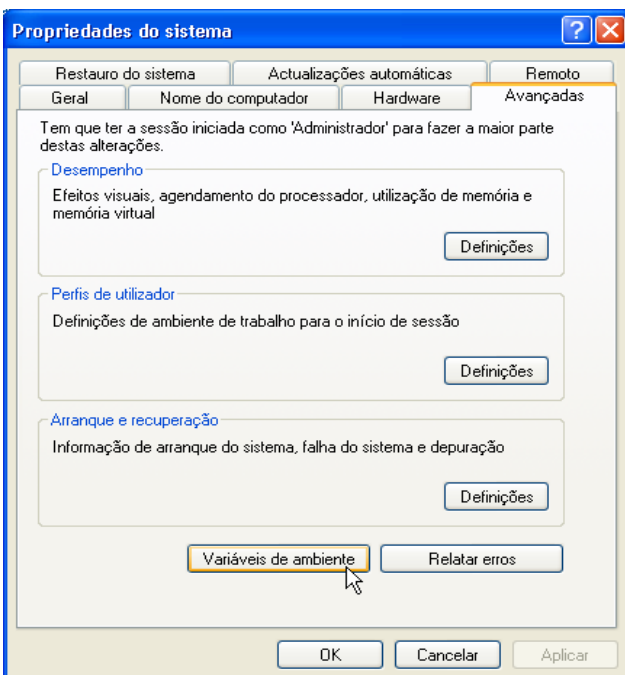 Propriedades do sistema
Restauro do sistema
Actualizações automáticas
Remoto
Geral
Nome do computador
Hardware
Avançadas
Tem que ter a sessão iniciada como 'Administrador' para fazer a maior parte
destas alterações.
Desempenho
Efeitos visuais, agendamento do processador, utilização de memória e
memória virtual
Definições
Perfis de utilizador
Definições de ambiente de trabalho para o início de sessão
Definições
Arranque e recuperação
Informação de arranque do sistema, falha do sistema e depuração
Definições
Variáveis de ambiente
Relatar erros
OK
Cancelar
Aplicar